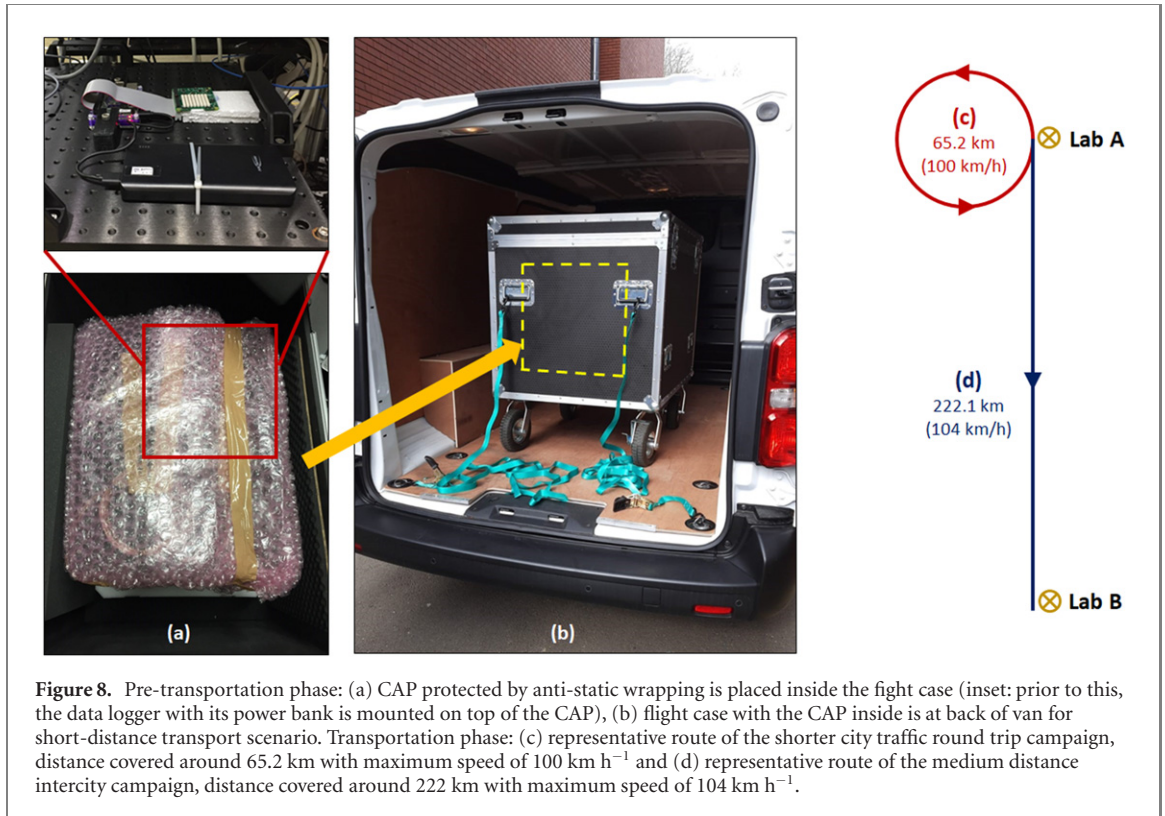 (c)
65.2 km
(100 km/h)
Lab A
(d)
222.1 km
(104 km/h)
Lab B
(a)
(b)
Figure 8. Pre-transportation phase: (a) CAP protected by anti-static wrapping is placed inside the fight case (inset: prior to this,
the data logger with its power bank is mounted on top of the CAP), (b) flight case with the CAP inside is at back of van for
short-distance transport scenario. Transportation phase: (c) representative route of the shorter city traffic round trip campaign,
distance covered around 65.2 km with maximum speed of 100 km h⁻¹ and (d) representative route of the medium distance
intercity campaign, distance covered around 222 km with maximum speed of 104 km h⁻¹.